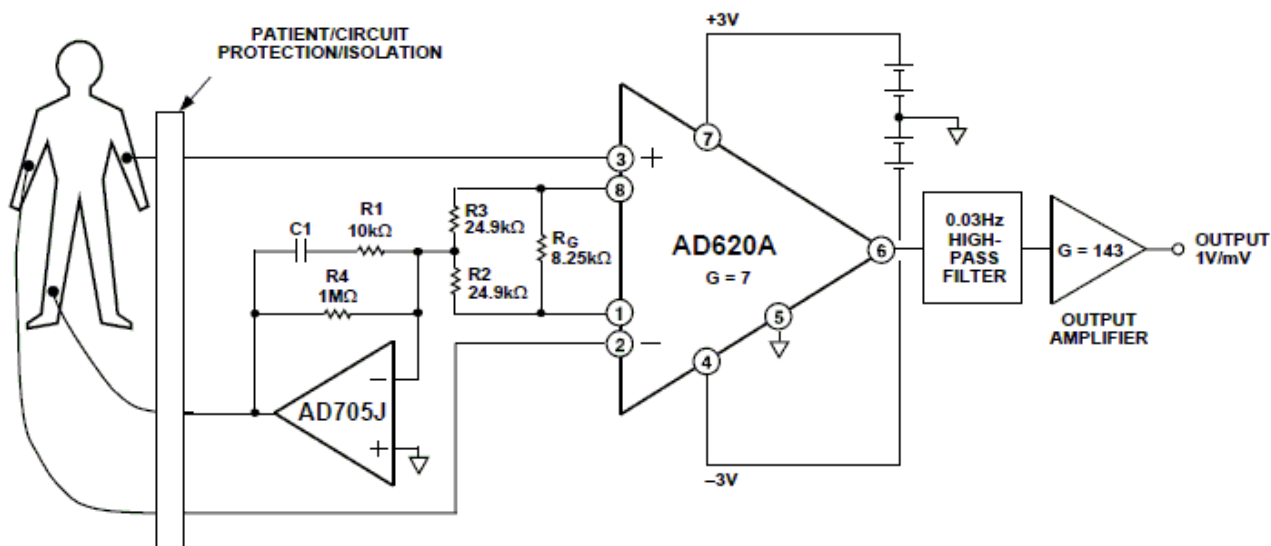 PATIENT/CIRCUIT
PROTECTION/ISOLATION
+3V
C1
R1
10kΩ
R4
1MΩ
R3
24.9kΩ
R2
24.9kΩ
RG
8.25kΩ
3
+
8
1
2
−
7
AD620A
G = 7
6
5
4
0.03Hz
HIGH-
PASS
FILTER
G = 143
OUTPUT
1V/mV
OUTPUT
AMPLIFIER
AD705J
−
+
–3V